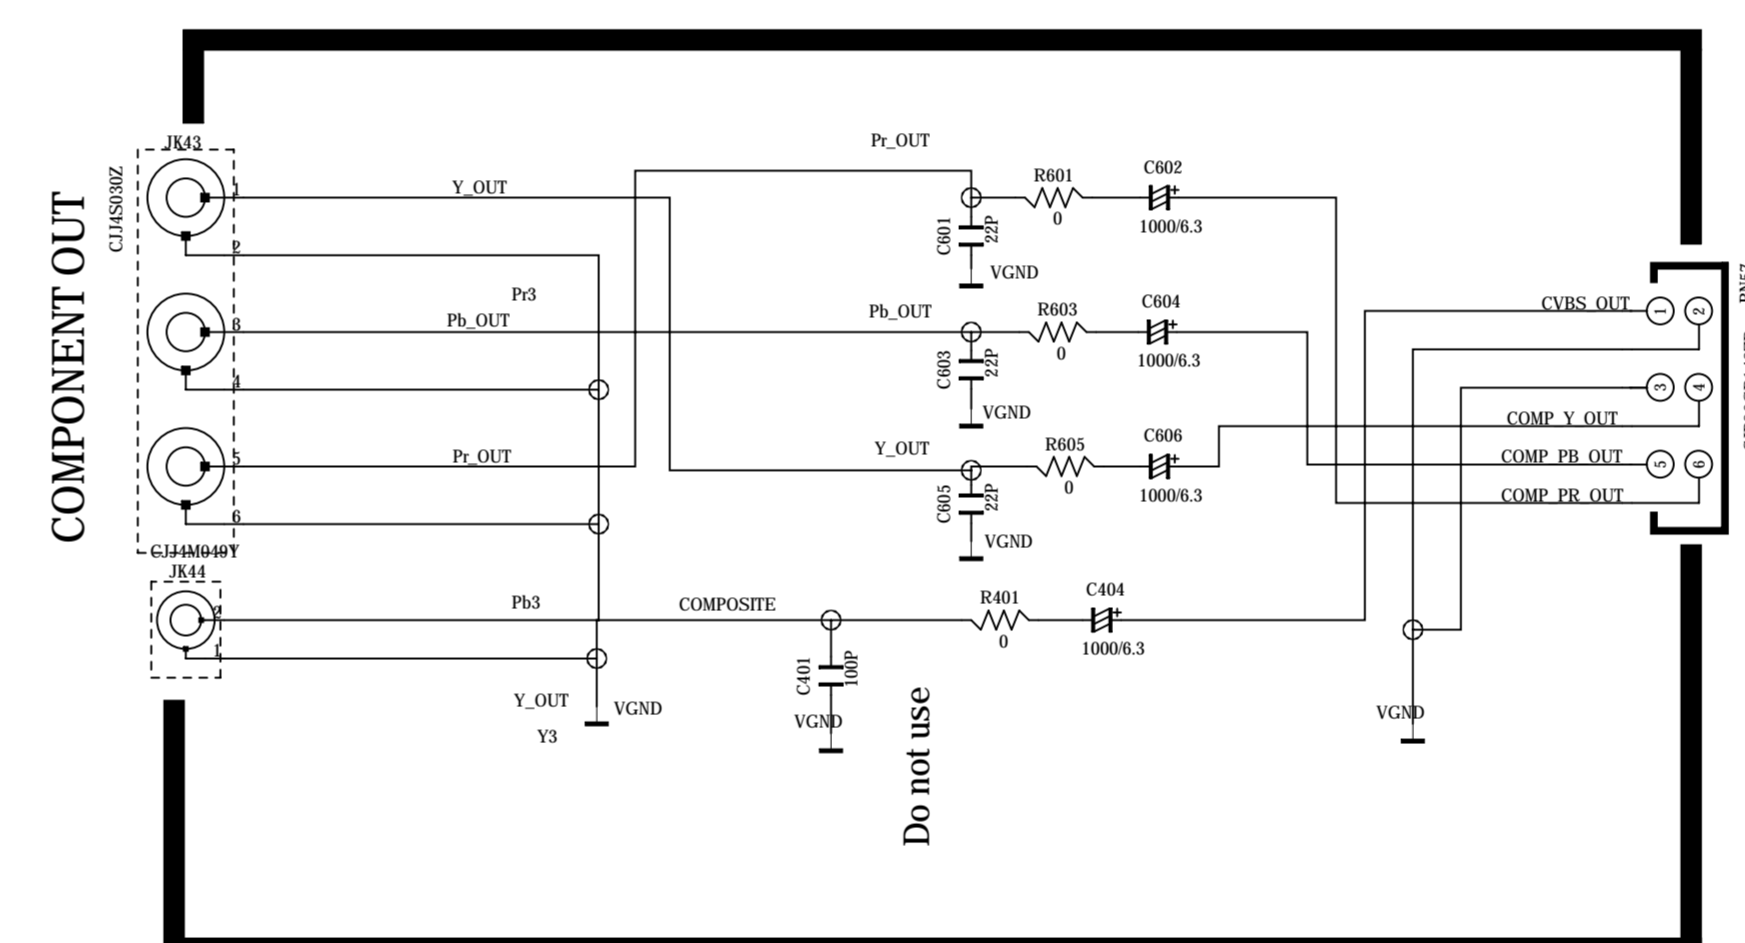 COMPONENT OUT
CJJ4S030Z
JK43
1
Y_OUT
2
Pr3
3
Pb_OUT
4
5
Pr_OUT
6
CJJ4M049Y
JK44
2
Pb3
COMPOSITE
1
Y_OUT
VGND
Y3
Pr_OUT
R601
0
C602
1000/6.3
C601
22P
VGND
Pb_OUT
R603
0
C604
1000/6.3
C603
22P
VGND
Y_OUT
R605
0
C606
1000/6.3
C605
22P
VGND
R401
0
C404
1000/6.3
C401
100P
VGND
Do not use
VGND
CVBS_OUT
1
2
3
4
COMP_Y_OUT
COMP_PB_OUT
5
6
COMP_PR_OUT